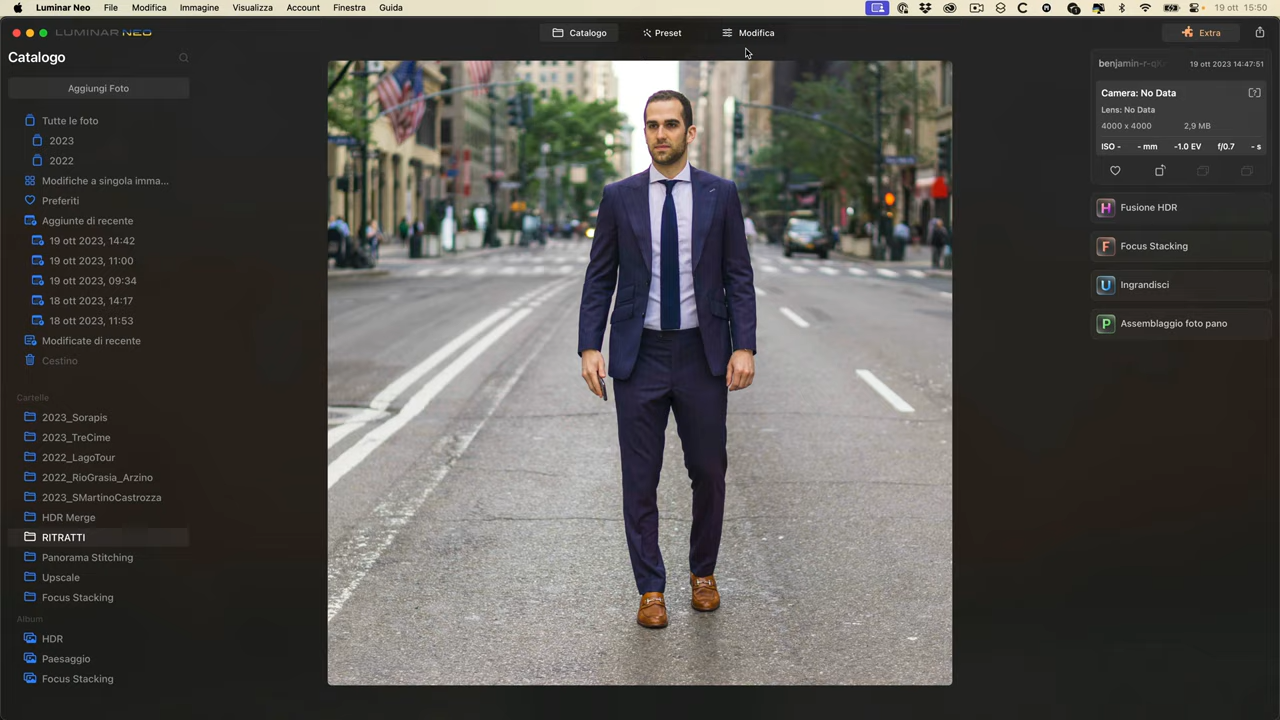 Luminar Neo File Modifica Immagine Visualizza Account Finestra Guida 19 ott 15:50
LUMINAR NEO Catalogo Preset Modifica Extra
Catalogo
Aggiungi Foto
Tutte le foto
2023
2022
Modifiche a singola imma...
Preferiti
Aggiunte di recente
19 ott 2023, 14:42
19 ott 2023, 11:00
19 ott 2023, 09:34
18 ott 2023, 14:17
18 ott 2023, 11:53
Modificate di recente
Cestino
Cartelle
2023_Sorapis
2023_TreCime
2022_LagoTour
2022_RioGrasia_Arzino
2023_SMartinoCastrozza
HDR Merge
RITRATTI
Panorama Stitching
Upscale
Focus Stacking
Album
HDR
Paesaggio
Focus Stacking
benjamin-r- 19 ott 2023 14:47:51
Camera: No Data
Lens: No Data
4000 x 4000 2,9 MB
ISO - - mm -1.0 EV f/0.7 - s
Fusione HDR
Focus Stacking
Ingrandisci
Assemblaggio foto pano